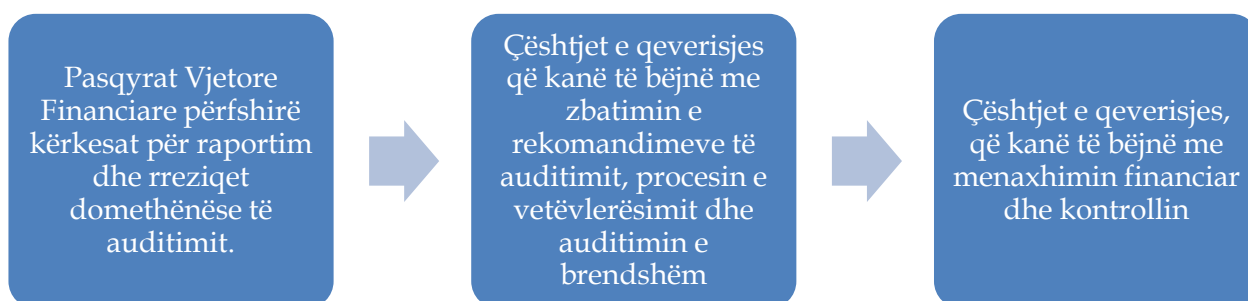 Pasqyrat Vjetore
Financiare përfshirë
kërkesat për raportim
dhe rreziqet
domethënëse të
auditimit.
Çështjet e qeverisjes
që kanë të bëjnë me
zbatimin e
rekomandimeve të
auditimit, procesin e
vetëvlerësimit dhe
auditimin e
brendshëm
Çështjet e qeverisjes,
që kanë të bëjnë me
menaxhimin financiar
dhe kontrollin